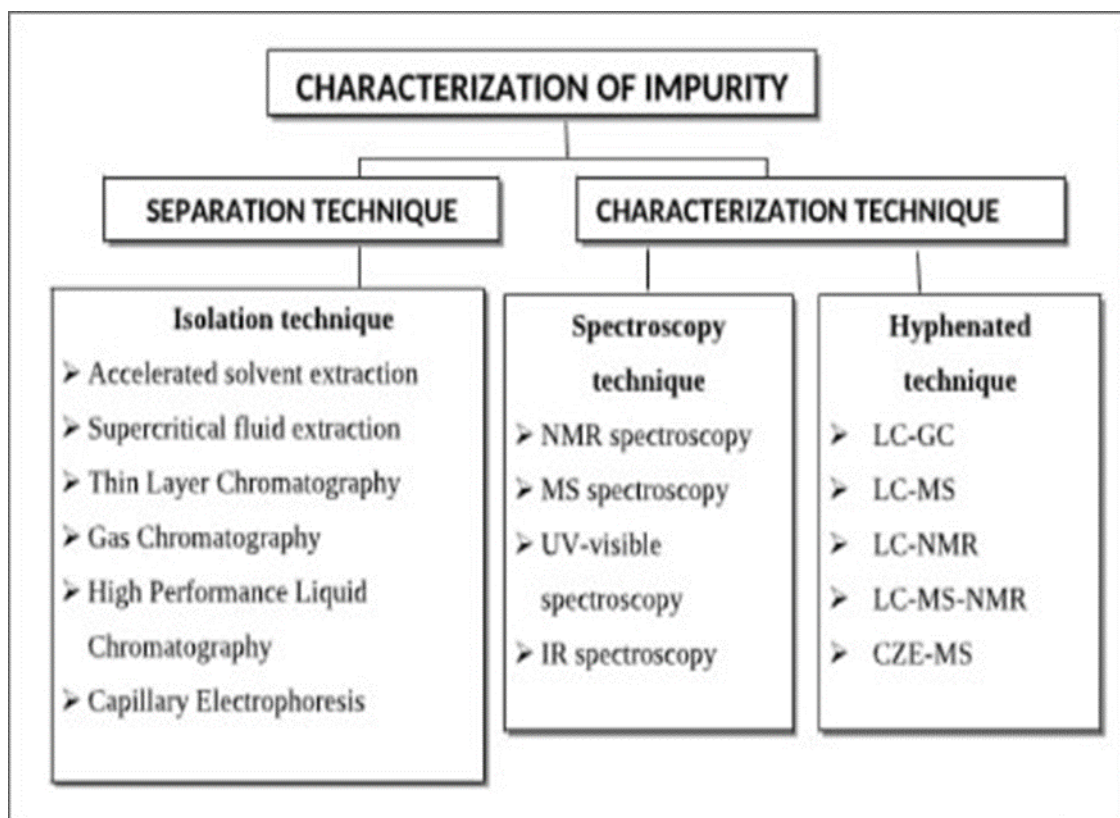 CHARACTERIZATION OF IMPURITY
SEPARATION TECHNIQUE
CHARACTERIZATION TECHNIQUE
Isolation technique
➢ Accelerated solvent extraction
➢ Supercritical fluid extraction
➢ Thin Layer Chromatography
➢ Gas Chromatography
➢ High Performance Liquid
Chromatography
➢ Capillary Electrophoresis
Spectroscopy
technique
➢ NMR spectroscopy
➢ MS spectroscopy
➢ UV-visible
spectroscopy
➢ IR spectroscopy
Hyphenated
technique
➢ LC-GC
➢ LC-MS
➢ LC-NMR
➢ LC-MS-NMR
➢ CZE-MS